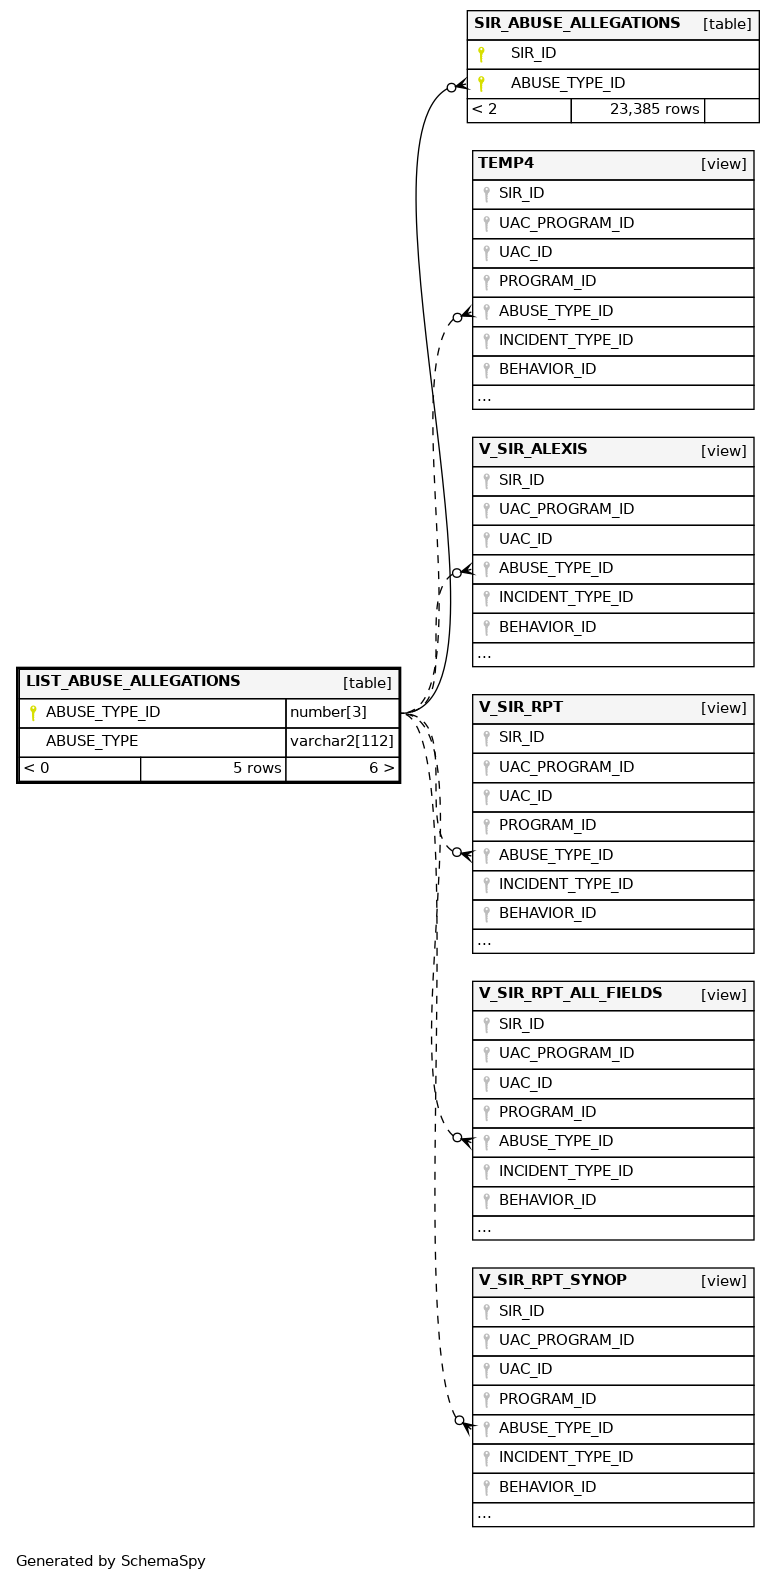 SIR_ABUSE_ALLEGATIONS [table]
SIR_ID
ABUSE_TYPE_ID
< 2 23,385 rows
TEMP4 [view]
SIR_ID
UAC_PROGRAM_ID
UAC_ID
PROGRAM_ID
ABUSE_TYPE_ID
INCIDENT_TYPE_ID
BEHAVIOR_ID
...
V_SIR_ALEXIS [view]
SIR_ID
UAC_PROGRAM_ID
UAC_ID
ABUSE_TYPE_ID
INCIDENT_TYPE_ID
BEHAVIOR_ID
...
LIST_ABUSE_ALLEGATIONS [table]
ABUSE_TYPE_ID number[3]
ABUSE_TYPE varchar2[112]
< 0 5 rows 6 >
V_SIR_RPT [view]
SIR_ID
UAC_PROGRAM_ID
UAC_ID
PROGRAM_ID
ABUSE_TYPE_ID
INCIDENT_TYPE_ID
BEHAVIOR_ID
...
V_SIR_RPT_ALL_FIELDS [view]
SIR_ID
UAC_PROGRAM_ID
UAC_ID
PROGRAM_ID
ABUSE_TYPE_ID
INCIDENT_TYPE_ID
BEHAVIOR_ID
...
V_SIR_RPT_SYNOP [view]
SIR_ID
UAC_PROGRAM_ID
UAC_ID
PROGRAM_ID
ABUSE_TYPE_ID
INCIDENT_TYPE_ID
BEHAVIOR_ID
...
Generated by SchemaSpy